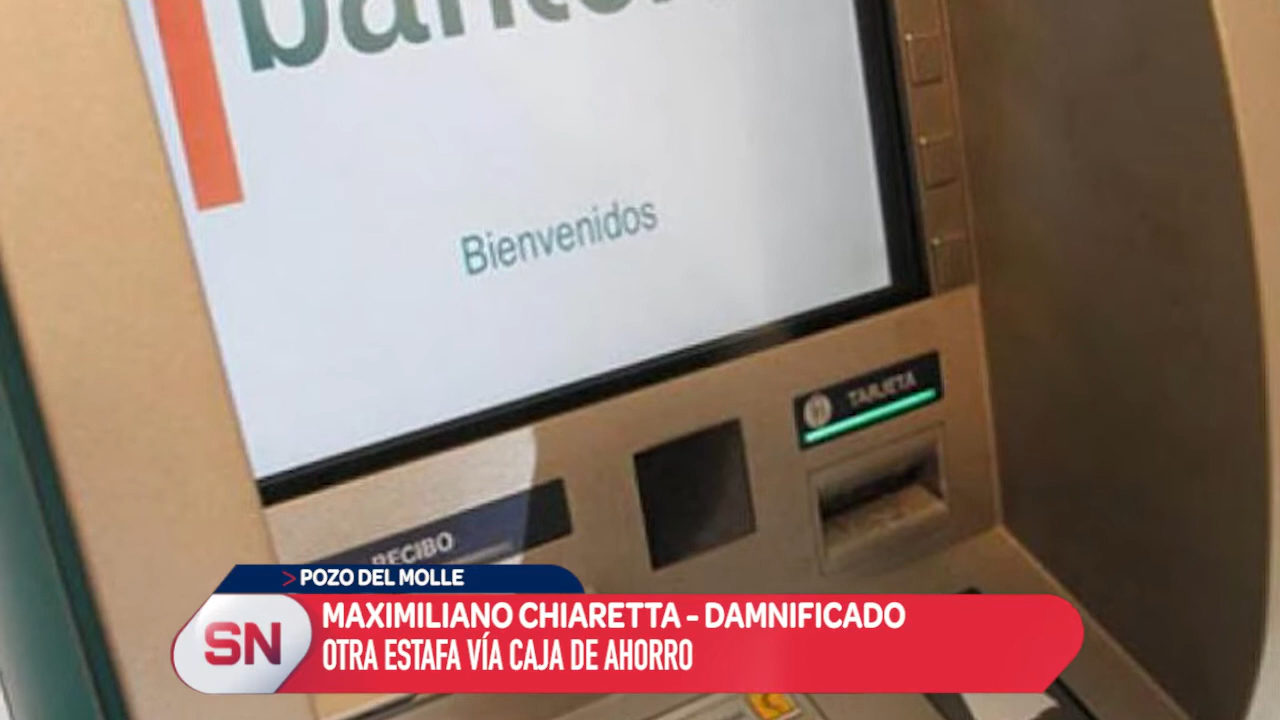 Bienvenidos
TARJETA
RECIBO
>POZO DEL MOLLE
SN
MAXIMILIANO CHIARETTA - DAMNIFICADO
OTRA ESTAFA VÍA CAJA DE AHORRO